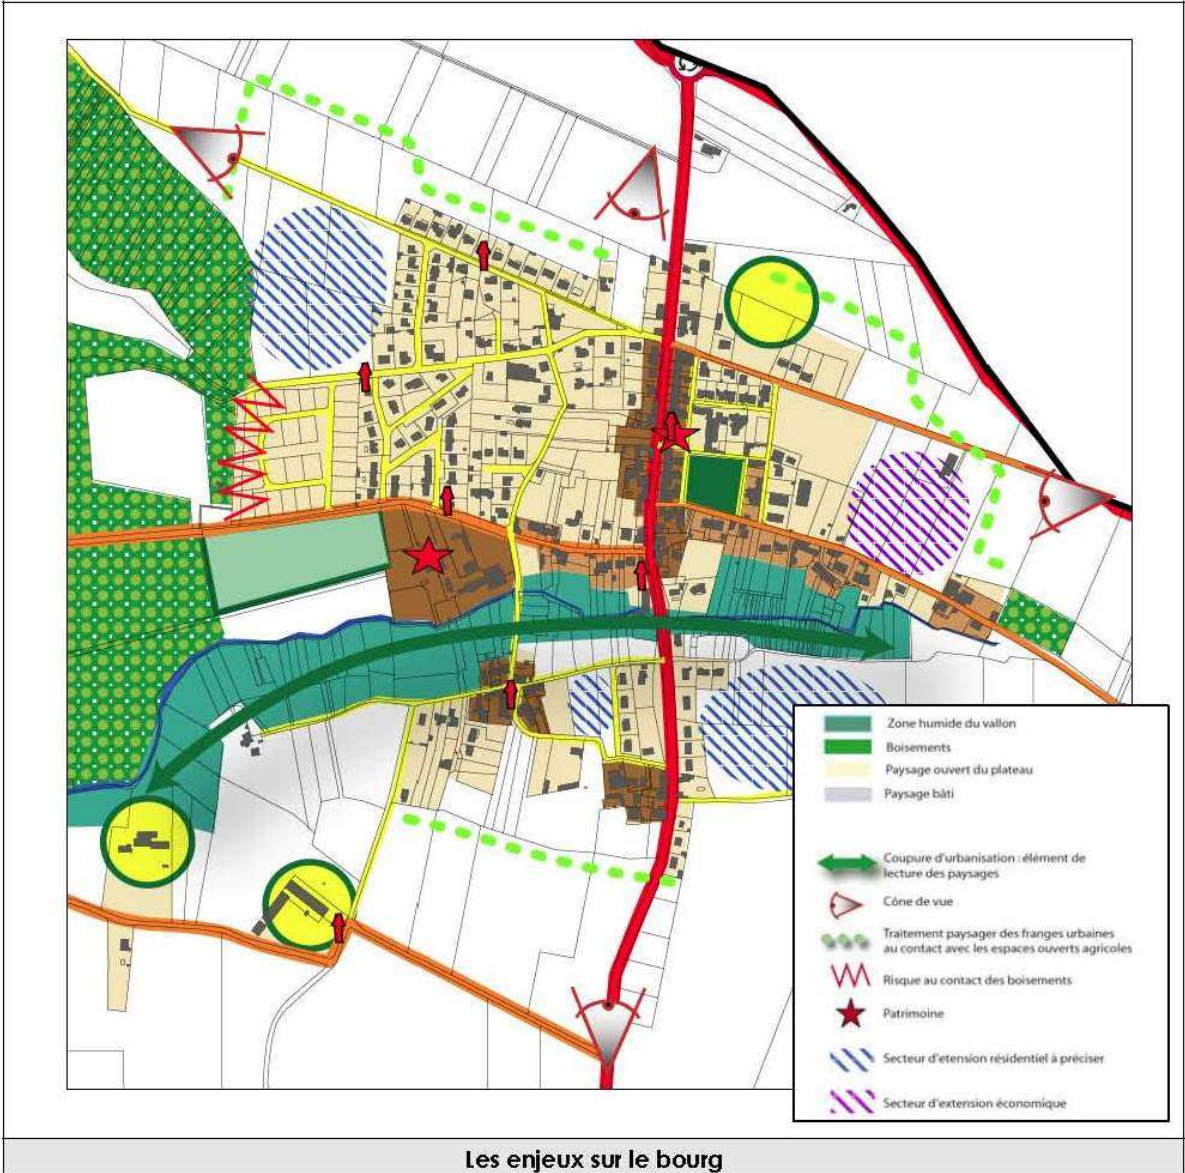 Zone humide du vallon
Boisements
Paysage ouvert du plateau
Paysage bâti
Coupure d'urbanisation : élément de
lecture des paysages
Cône de vue
Traitement paysager des franges urbaines
au contact avec les espaces ouverts agricoles
Risque au contact des boisements
Patrimoine
Secteur d'etension résidentiel à préciser
Secteur d'extension économique
Les enjeux sur le bourg